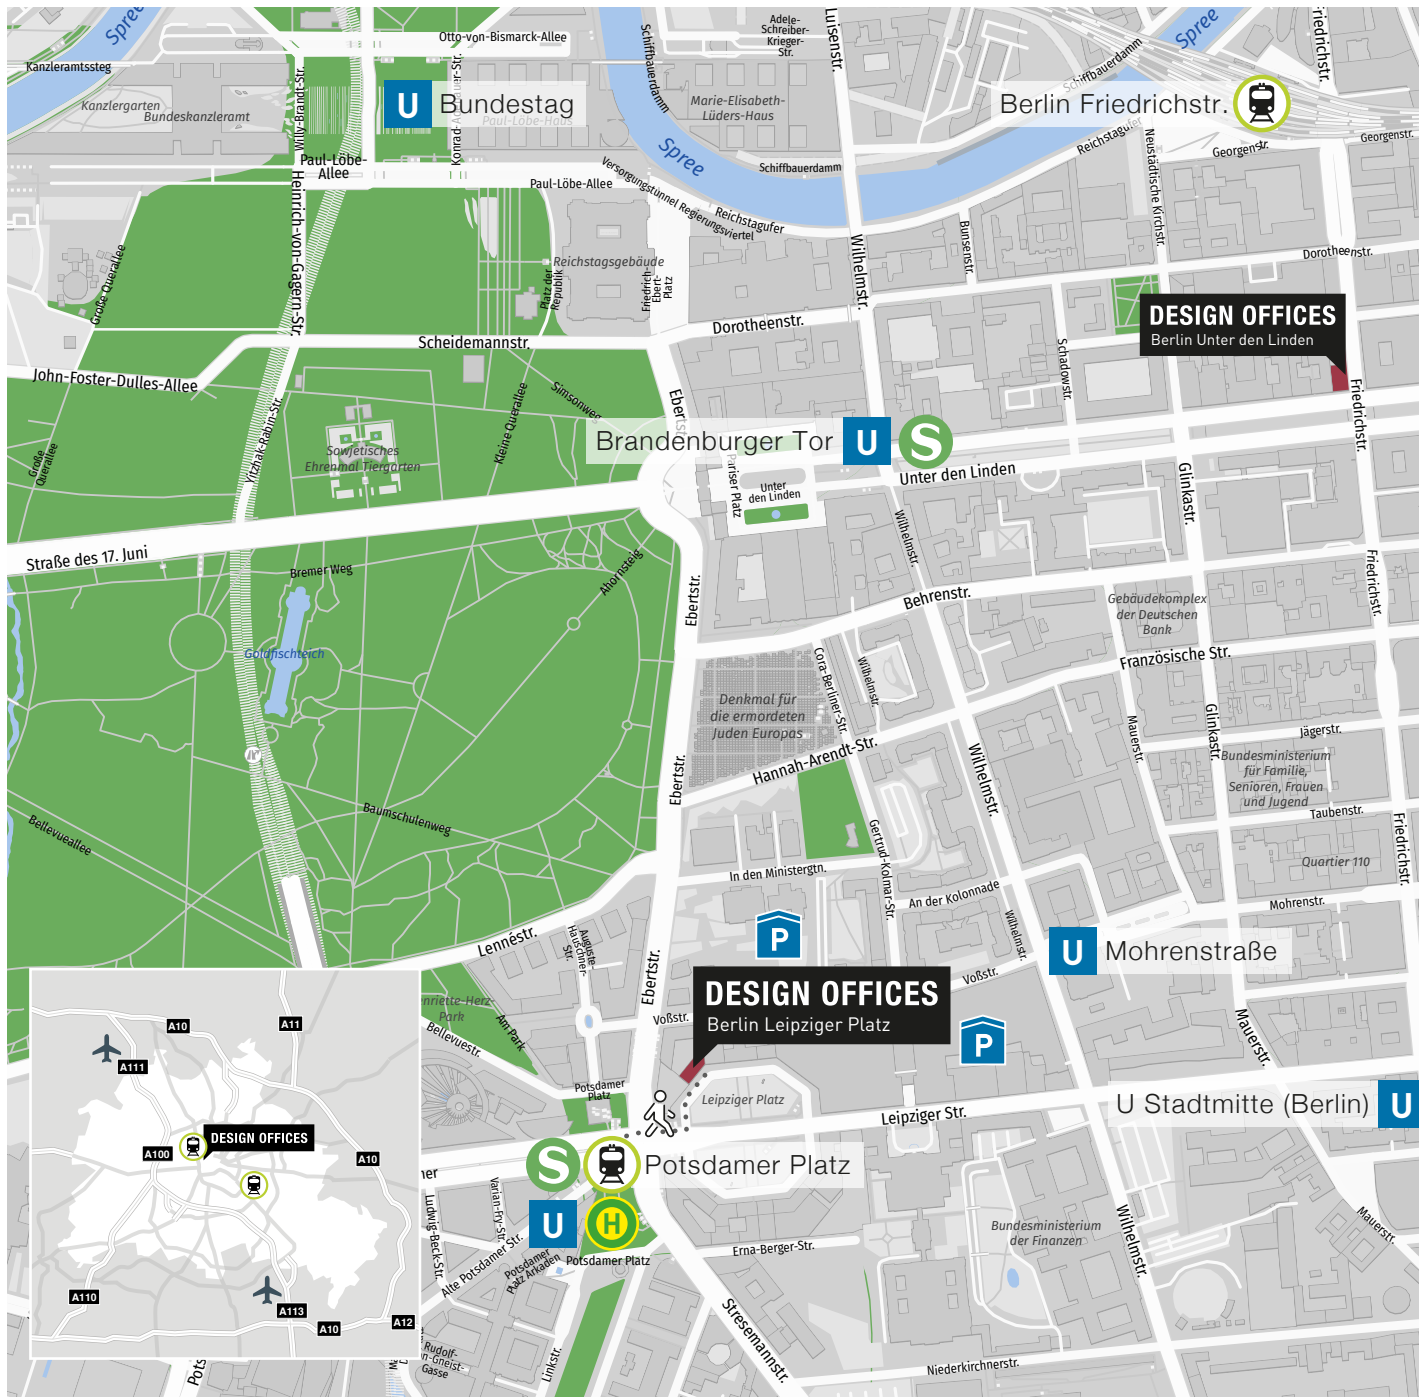 Spree
Otto-von-Bismarck-Allee
Adele-
Schreiber-
Krieger-
Str.
Luisenstr.
Spree
Friedrichstr.
Kanzleramtssteg
Kanzlergarten
Bundeskanzleramt
Willy-Brandt-Str.
U Bundestag
Paul-Löbe-Haus
Schiffbauerdamm
Marie-Elisabeth-
Lüders-Haus
Schiffbauerdamm
Berlin Friedrichstr.
Georgenstr.
Georgenstr.
Reichstagufer
Neustädtische Kirchstr.
Paul-Löbe-
Allee
Spree
Schiffbauerdamm
Paul-Löbe-Allee
Versorgungstunnel Regierungsviertel
Reichstagufer
Heinrich-von-Gagern-Str.
Wilhelmstr.
Bunsenstr.
Dorotheenstr.
Große Querallee
Platz der
Republik
Reichstagsgebäude
Friedrich-
Ebert-
Platz
DESIGN OFFICES
Berlin Unter den Linden
Dorotheenstr.
Scheidemannstr.
Schadowstr.
John-Foster-Dulles-Allee
Simsonweg
Kleine Querallee
Ebertstr.
Friedrichstr.
Yitzhak-Rabin-Str.
Große
Querallee
Sowjetisches
Ehrenmal Tiergarten
Brandenburger Tor U S
Pariser Platz
Unter
den Linden
Unter den Linden
Glinkastr.
Wilhelmstr.
Straße des 17. Juni
Bremer Weg
Ahornsteig
Ebertstr.
Behrenstr.
Friedrichstr.
Gebäudekomplex
der Deutschen
Bank
Goldfischteich
Französische Str.
Cora-Berliner-Str.
Wilhelmstr.
Denkmal für
die ermordeten
Juden Europas
Hannah-Arendt-Str.
Mauerstr.
Glinkastr.
Jägerstr.
Ebertstr.
Wilhelmstr.
Bundesministerium
für Familie,
Senioren, Frauen
und Jugend
Taubenstr.
Friedrichstr.
Baumschulenweg
Bellevueallee
Gertrud-Kolmar-Str.
In den Ministergtn.
Quartier 110
An der Kolonnade
Mohrenstr.
Wilhelmstr.
Lennéstr.
Auguste-
Hauschner-
Str.
P
U Mohrenstraße
Ebertstr.
Voßstr.
DESIGN OFFICES
Berlin Leipziger Platz
Voßstr.
P
Am Park
Bellevuestr.
Mauerstr.
Potsdamer
Platz
Leipziger Platz
Leipziger Str.
U Stadtmitte (Berlin) U
S Potsdamer Platz
U H
Ludwig-Beck-Str.
Varian-Fry-Str.
Alte Potsdamer Str.
Potsdamer
Platz Arkaden
Potsdamer Platz
Erna-Berger-Str.
Bundesministerium
der Finanzen
Wilhelmstr.
Mauerstr.
Stresemannstr.
Linkstr.
Niederkirchnerstr.
A10
A11
A111
A100
DESIGN OFFICES
A10
A110
A113
A10
A12